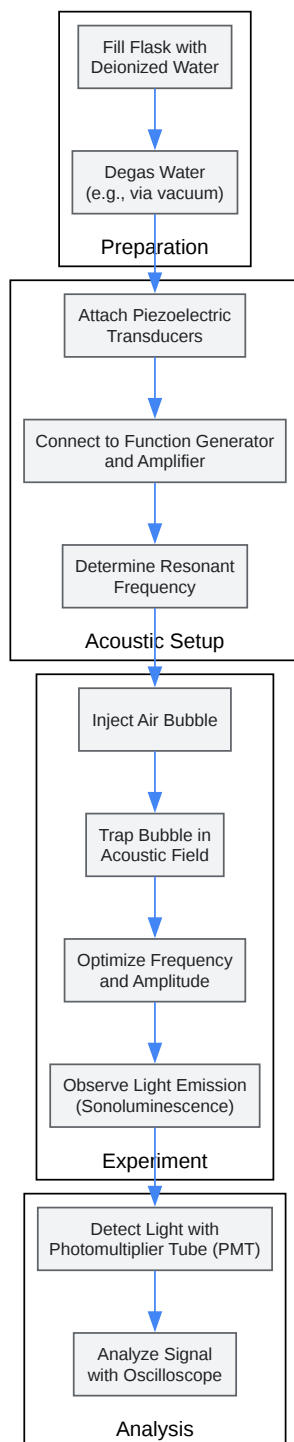 Fill Flask with
Deionized Water
Degas Water
(e.g., via vacuum)
Preparation
Attach Piezoelectric
Transducers
Connect to Function Generator
and Amplifier
Determine Resonant
Frequency
Acoustic Setup
Inject Air Bubble
Trap Bubble in
Acoustic Field
Optimize Frequency
and Amplitude
Observe Light Emission
(Sonoluminescence)
Experiment
Detect Light with
Photomultiplier Tube (PMT)
Analyze Signal
with Oscilloscope
Analysis